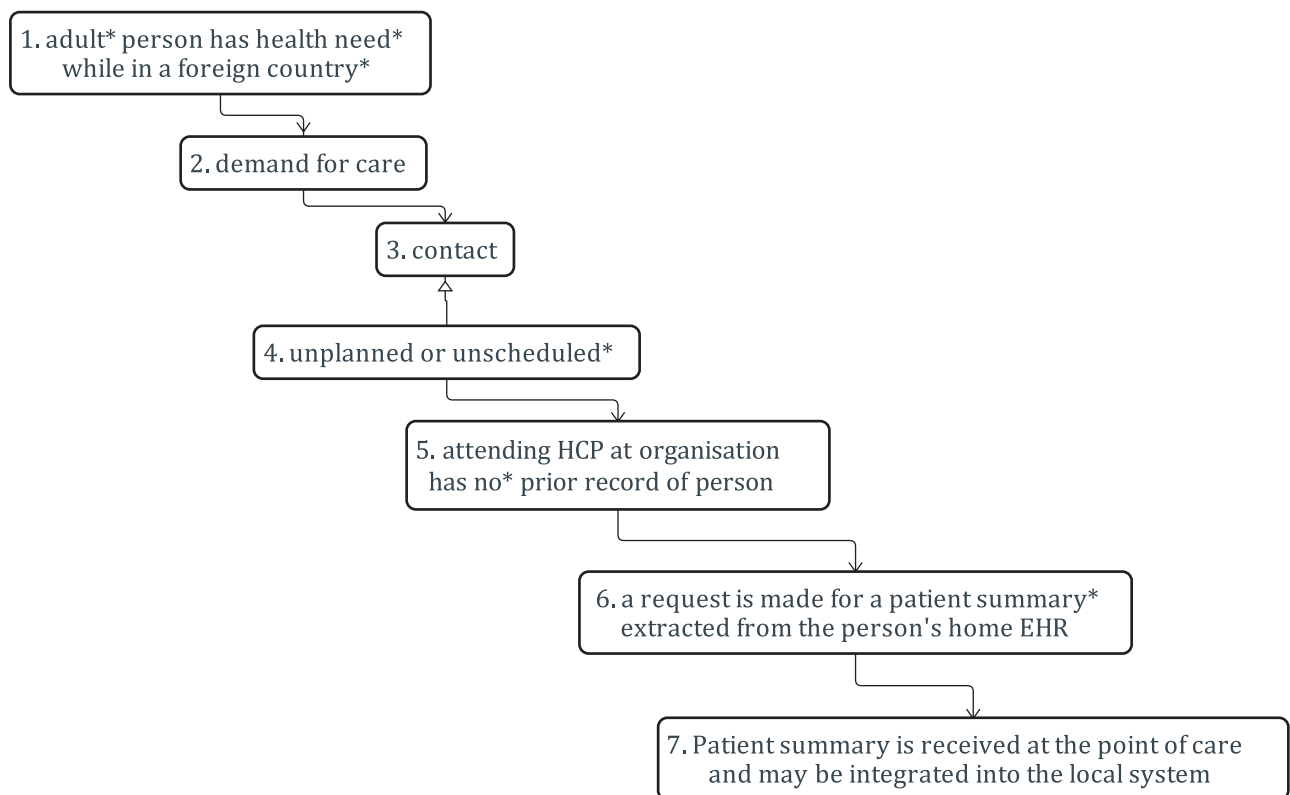 1. adult* person has health need*
while in a foreign country*
2. demand for care
3. contact
4. unplanned or unscheduled*
5. attending HCP at organisation
has no* prior record of person
6. a request is made for a patient summary*
extracted from the person's home EHR
7. Patient summary is received at the point of care
and may be integrated into the local system